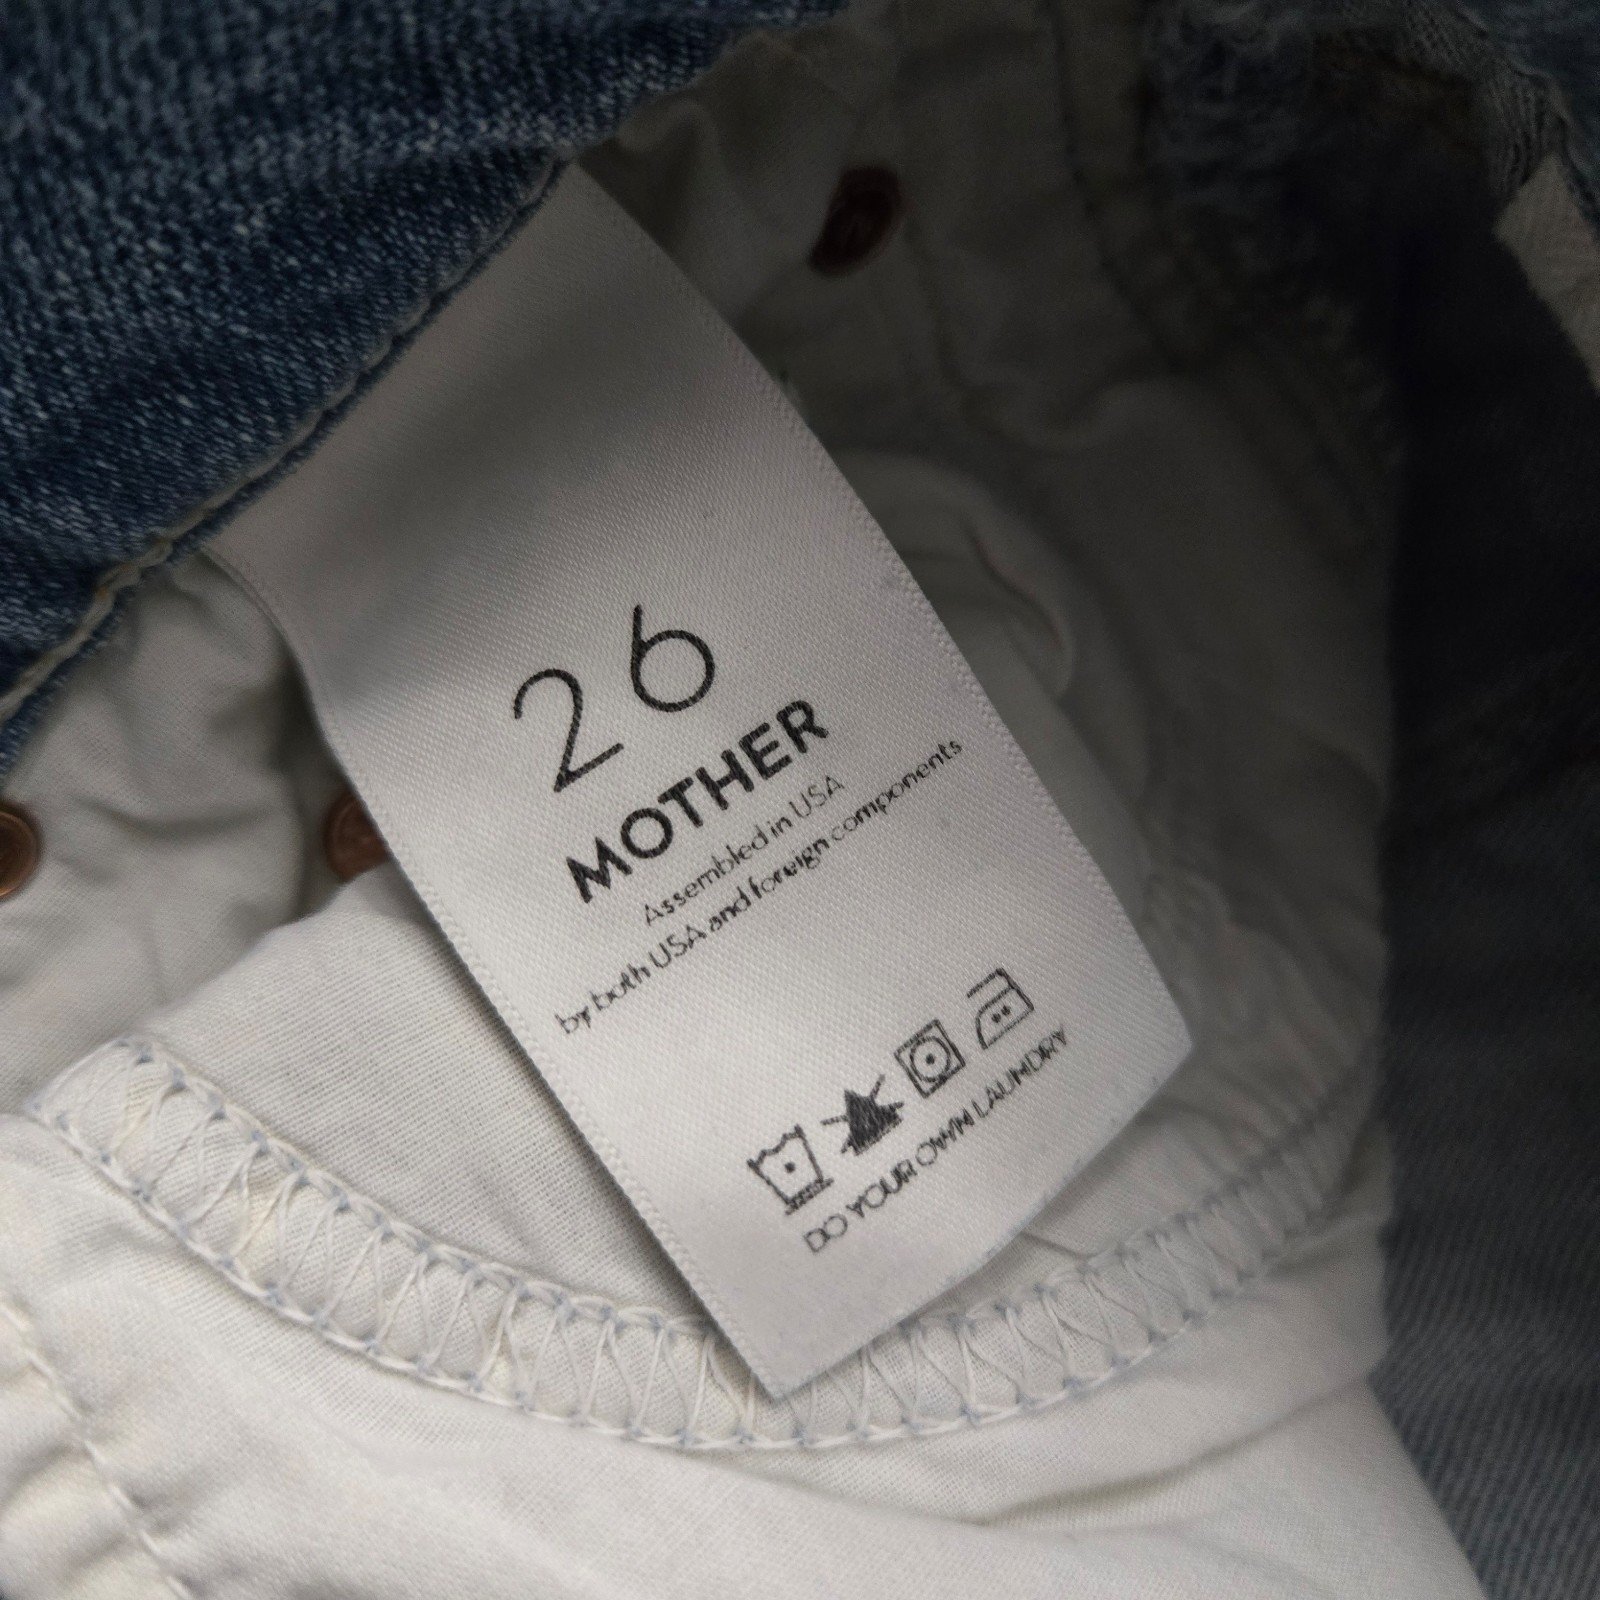 26
MOTHER
Assembled in USA
by both USA and foreign components
DO YOUR OWN LAUNDRY